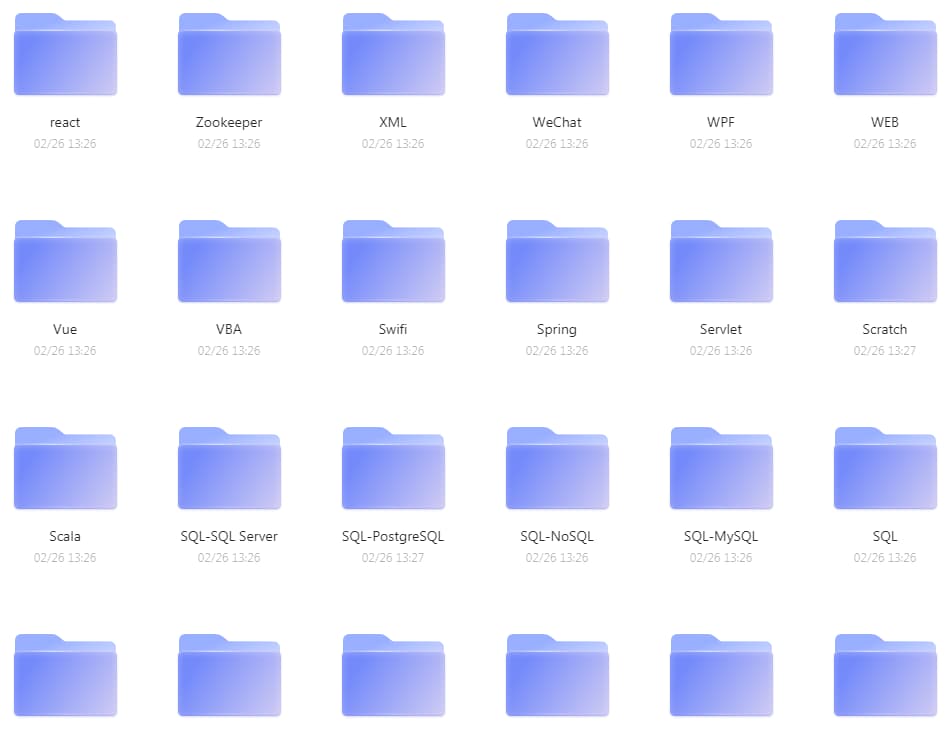 react Zookeeper XML WeChat WPF WEB
02/26 13:26 02/26 13:26 02/26 13:26 02/26 13:26 02/26 13:26 02/26 13:26
Vue VBA Swifi Spring Servlet Scratch
02/26 13:26 02/26 13:26 02/26 13:26 02/26 13:26 02/26 13:26 02/26 13:27
Scala SQL-SQL Server SQL-PostgreSQL SQL-NoSQL SQL-MySQL SQL
02/26 13:26 02/26 13:26 02/26 13:27 02/26 13:26 02/26 13:26 02/26 13:26